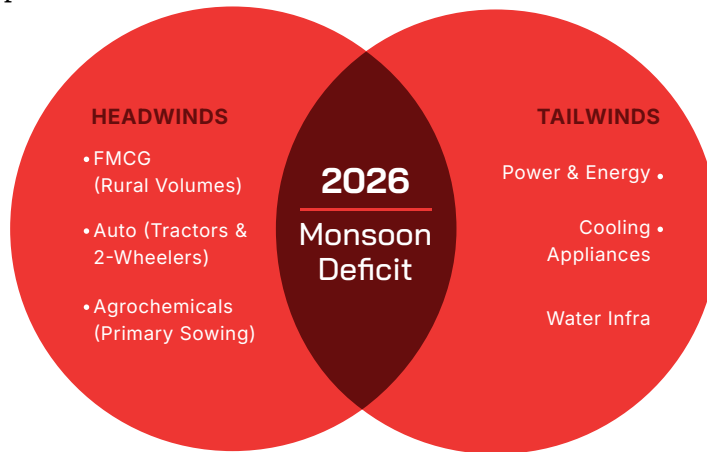 HEADWINDS
•FMCG
(Rural Volumes)
•Auto (Tractors &
2-Wheelers)
•Agrochemicals
(Primary Sowing)
2026
Monsoon
Deficit
TAILWINDS
Power & Energy •
Cooling •
Appliances
Water Infra